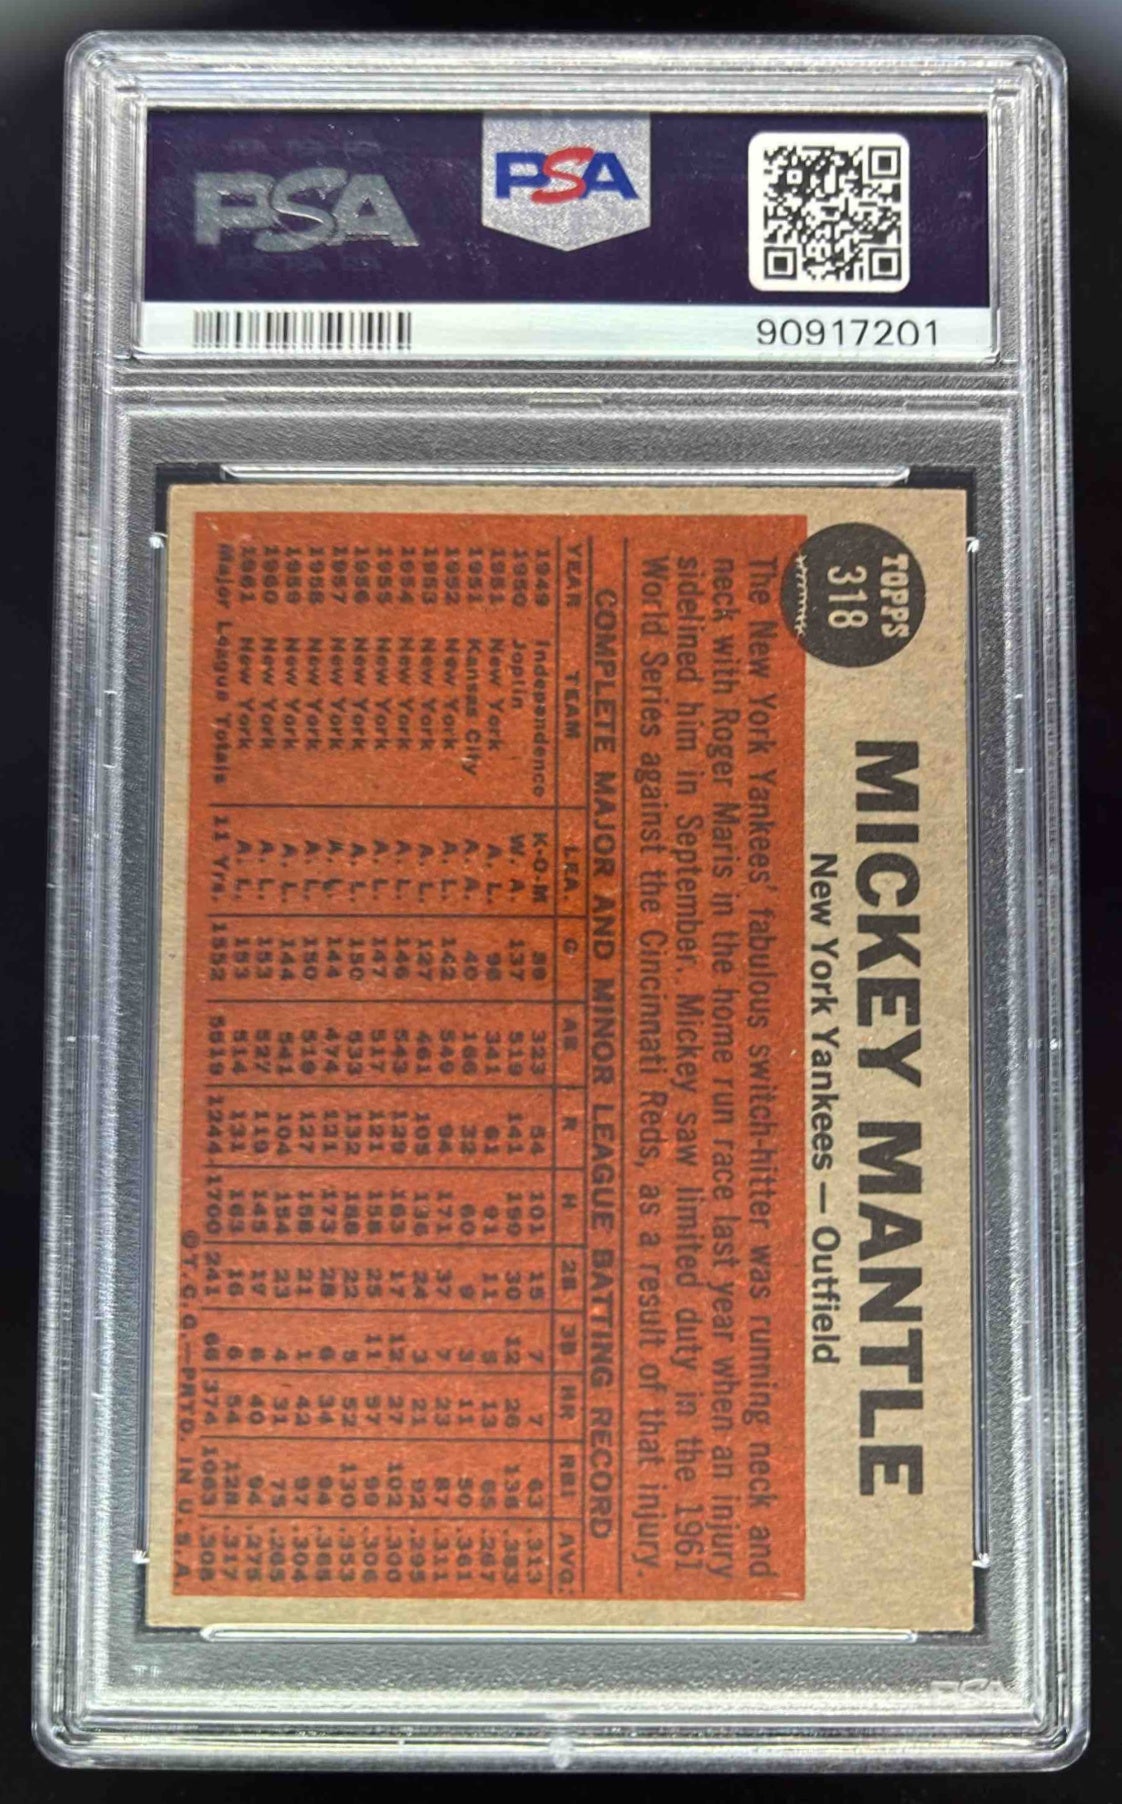 PSA
PSA
90917201
TOPPS
318
MICKEY MANTLE
New York Yankees — Outfield
The New York Yankees' fabulous switch-hitter was running neck and
neck with Roger Maris in the home run race last year when an injury
sidelined him in September. Mickey saw limited duty in the 1961
World Series against the Cincinnati Reds, as a result of that injury.
COMPLETE MAJOR AND MINOR LEAGUE BATTING RECORD
YEAR TEAM LEA. G AB R H 2B 3B HR RBI AVG.
1949 Independence K-O-M 89 323 54 101 15 7 7 63 .313
1950 Joplin W. A. 137 519 141 199 30 12 26 136 .383
1951 New York A. L. 96 341 61 91 11 5 13 65 .267
1951 Kansas City A. A. 40 166 32 60 9 3 11 50 .361
1952 New York A. L. 142 549 94 171 37 7 23 87 .311
1953 New York A. L. 127 461 105 136 24 3 21 92 .295
1954 New York A. L. 146 543 129 163 17 12 27 102 .300
1955 New York A. L. 147 517 121 158 25 11 37 99 .306
1956 New York A. L. 150 533 132 188 22 5 52 130 .353
1957 New York A. L. 144 474 121 173 28 6 34 94 .365
1958 New York A. L. 150 519 127 158 21 1 42 97 .304
1959 New York A. L. 144 541 104 154 23 4 31 75 .285
1960 New York A. L. 153 527 119 145 17 6 40 94 .275
1961 New York A. L. 153 514 131 163 16 6 54 128 .317
Major League Totals 11 Yrs. 1552 5519 1244 1700 241 66 374 1063 .308
© T.C.G.—PRTD. IN U.S.A.
PSA